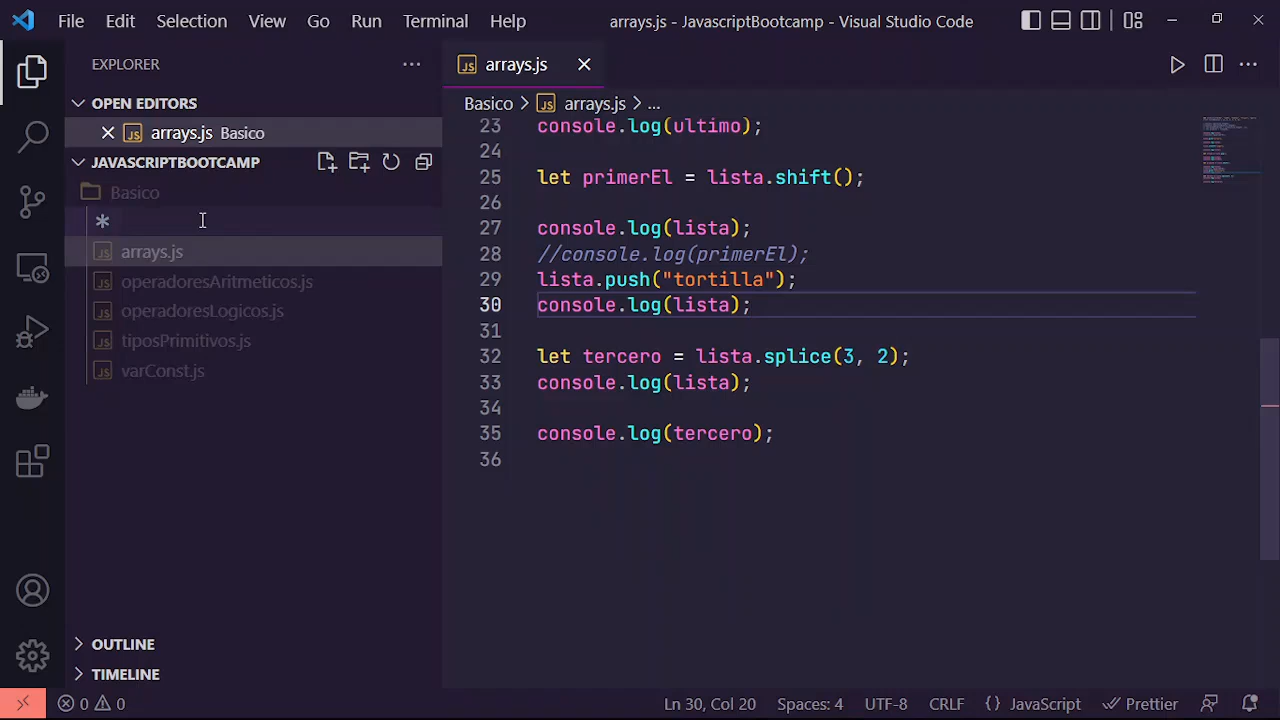 File Edit Selection View Go Run Terminal Help arrays.js - JavascriptBootcamp - Visual Studio Code
EXPLORER
OPEN EDITORS
arrays.js Basico
JAVASCRIPTBOOTCAMP
Basico
arrays.js
operadoresAritmeticos.js
operadoresLogicos.js
tiposPrimitivos.js
varConst.js
OUTLINE
TIMELINE
JS arrays.js
Basico > JS arrays.js > ...
23 console.log(ultimo);
24
25 let primerEl = lista.shift();
26
27 console.log(lista);
28 //console.log(primerEl);
29 lista.push("tortilla");
30 console.log(lista);
31
32 let tercero = lista.splice(3, 2);
33 console.log(lista);
34
35 console.log(tercero);
36
0 0 Ln 30, Col 20 Spaces: 4 UTF-8 CRLF {} JavaScript Prettier